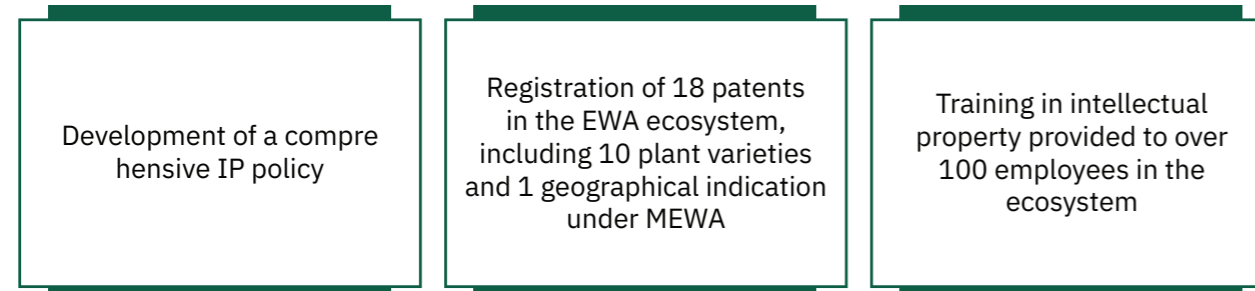 Development of a compre
hensive IP policy
Registration of 18 patents
in the EWA ecosystem,
including 10 plant varieties
and 1 geographical indication
under MEWA
Training in intellectual
property provided to over
100 employees in the
ecosystem